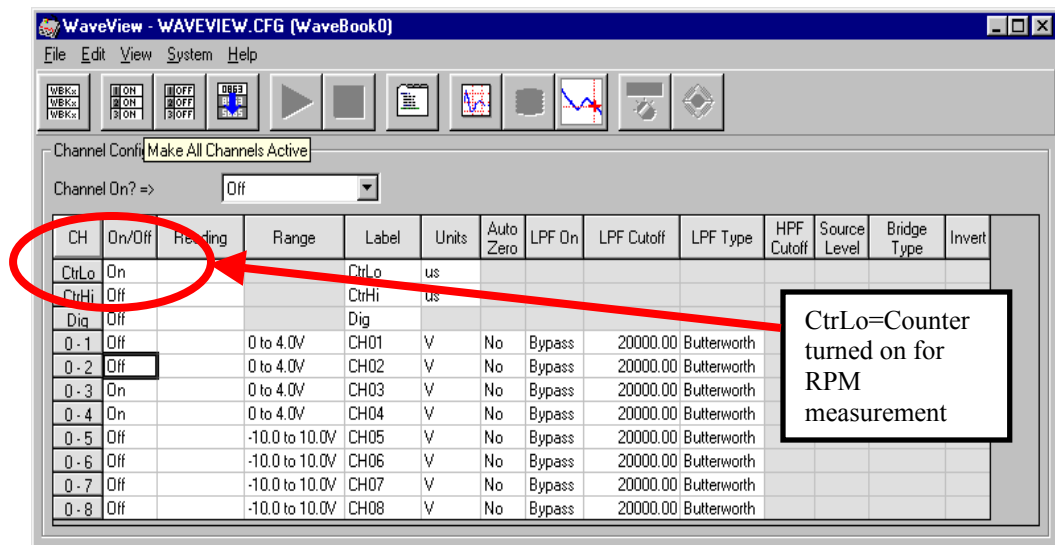 WaveView - WAVEVIEW.CFG (WaveBook0)
File Edit View System Help
WBKx WBKx WBKx
1 ON 2 ON 3 ON
1 OFF 2 OFF 3 OFF
0863
Channel Confi
Make All Channels Active
Channel On? => Off
CH On/Off Reading Range Label Units Auto Zero LPF On LPF Cutoff LPF Type HPF Cutoff Source Level Bridge Type Invert
CtrLo On CtrLo us
CtrHi Off CtrHi us
Dig Off Dig
0 - 1 Off 0 to 4.0V CH01 V No Bypass 20000.00 Butterworth
0 - 2 Off 0 to 4.0V CH02 V No Bypass 20000.00 Butterworth
0 - 3 On 0 to 4.0V CH03 V No Bypass 20000.00 Butterworth
0 - 4 On 0 to 4.0V CH04 V No Bypass 20000.00 Butterworth
0 - 5 Off -10.0 to 10.0V CH05 V No Bypass 20000.00 Butterworth
0 - 6 Off -10.0 to 10.0V CH06 V No Bypass 20000.00 Butterworth
0 - 7 Off -10.0 to 10.0V CH07 V No Bypass 20000.00 Butterworth
0 - 8 Off -10.0 to 10.0V CH08 V No Bypass 20000.00 Butterworth
CtrLo=Counter
turned on for
RPM
measurement